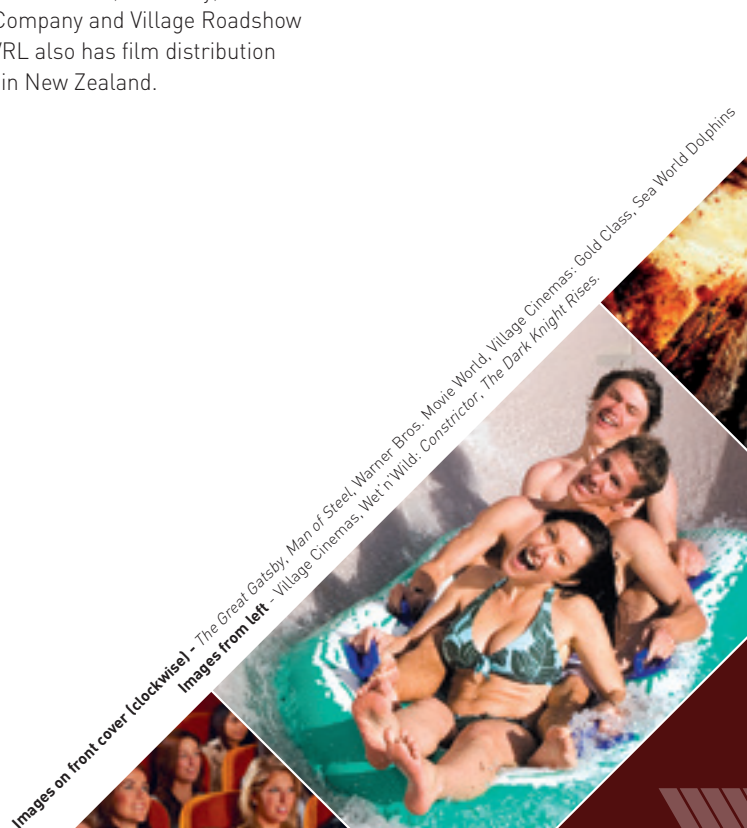 Company and Village Roadshow
VRL also has film distribution
in New Zealand.
Images on front cover (clockwise) - The Great Gatsby, Man of Steel, Warner Bros. Movie World, Village Cinemas: Gold Class, Sea World Dolphins
Images from left - Village Cinemas, Wet'n'Wild: Constrictor, The Dark Knight Rises.